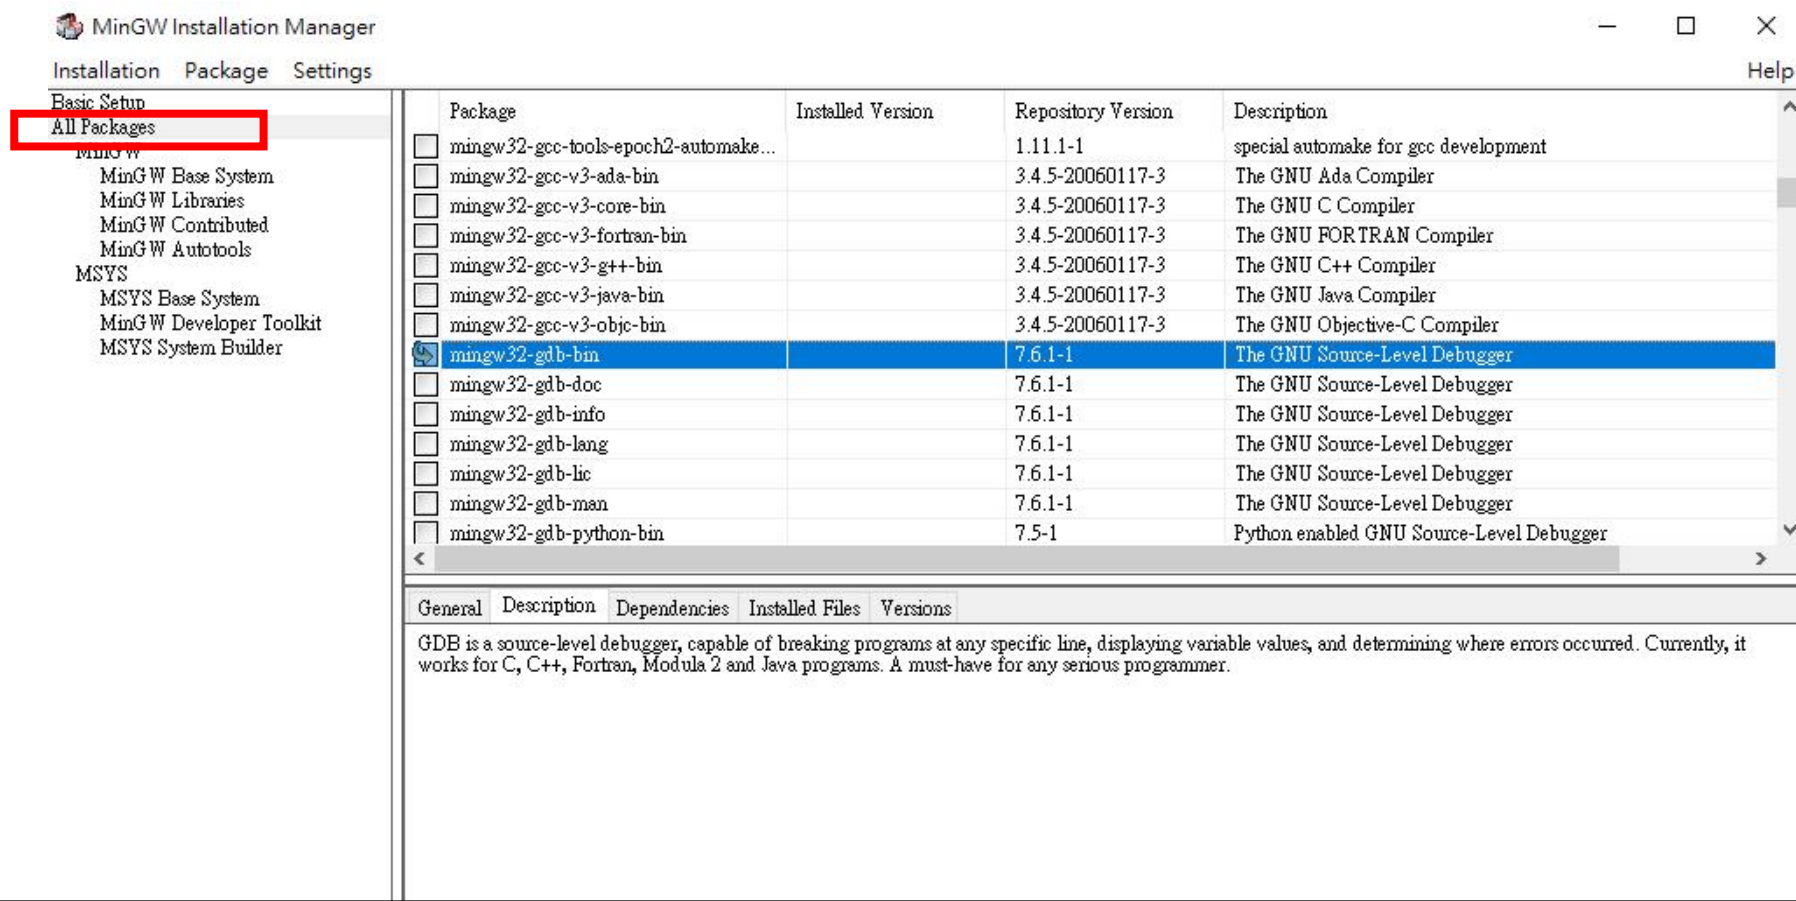 MinGW Installation Manager
Installation Package Settings Help
Basic Setup
All Packages
MinGW
MinGW Base System
MinGW Libraries
MinGW Contributed
MinGW Autotools
MSYS
MSYS Base System
MinGW Developer Toolkit
MSYS System Builder
Package Installed Version Repository Version Description
mingw32-gcc-tools-epoch2-automake... 1.11.1-1 special automake for gcc development
mingw32-gcc-v3-ada-bin 3.4.5-20060117-3 The GNU Ada Compiler
mingw32-gcc-v3-core-bin 3.4.5-20060117-3 The GNU C Compiler
mingw32-gcc-v3-fortran-bin 3.4.5-20060117-3 The GNU FORTRAN Compiler
mingw32-gcc-v3-g++-bin 3.4.5-20060117-3 The GNU C++ Compiler
mingw32-gcc-v3-java-bin 3.4.5-20060117-3 The GNU Java Compiler
mingw32-gcc-v3-objc-bin 3.4.5-20060117-3 The GNU Objective-C Compiler
mingw32-gdb-bin 7.6.1-1 The GNU Source-Level Debugger
mingw32-gdb-doc 7.6.1-1 The GNU Source-Level Debugger
mingw32-gdb-info 7.6.1-1 The GNU Source-Level Debugger
mingw32-gdb-lang 7.6.1-1 The GNU Source-Level Debugger
mingw32-gdb-lic 7.6.1-1 The GNU Source-Level Debugger
mingw32-gdb-man 7.6.1-1 The GNU Source-Level Debugger
mingw32-gdb-python-bin 7.5-1 Python enabled GNU Source-Level Debugger
General Description Dependencies Installed Files Versions
GDB is a source-level debugger, capable of breaking programs at any specific line, displaying variable values, and determining where errors occurred. Currently, it
works for C, C++, Fortran, Modula 2 and Java programs. A must-have for any serious programmer.